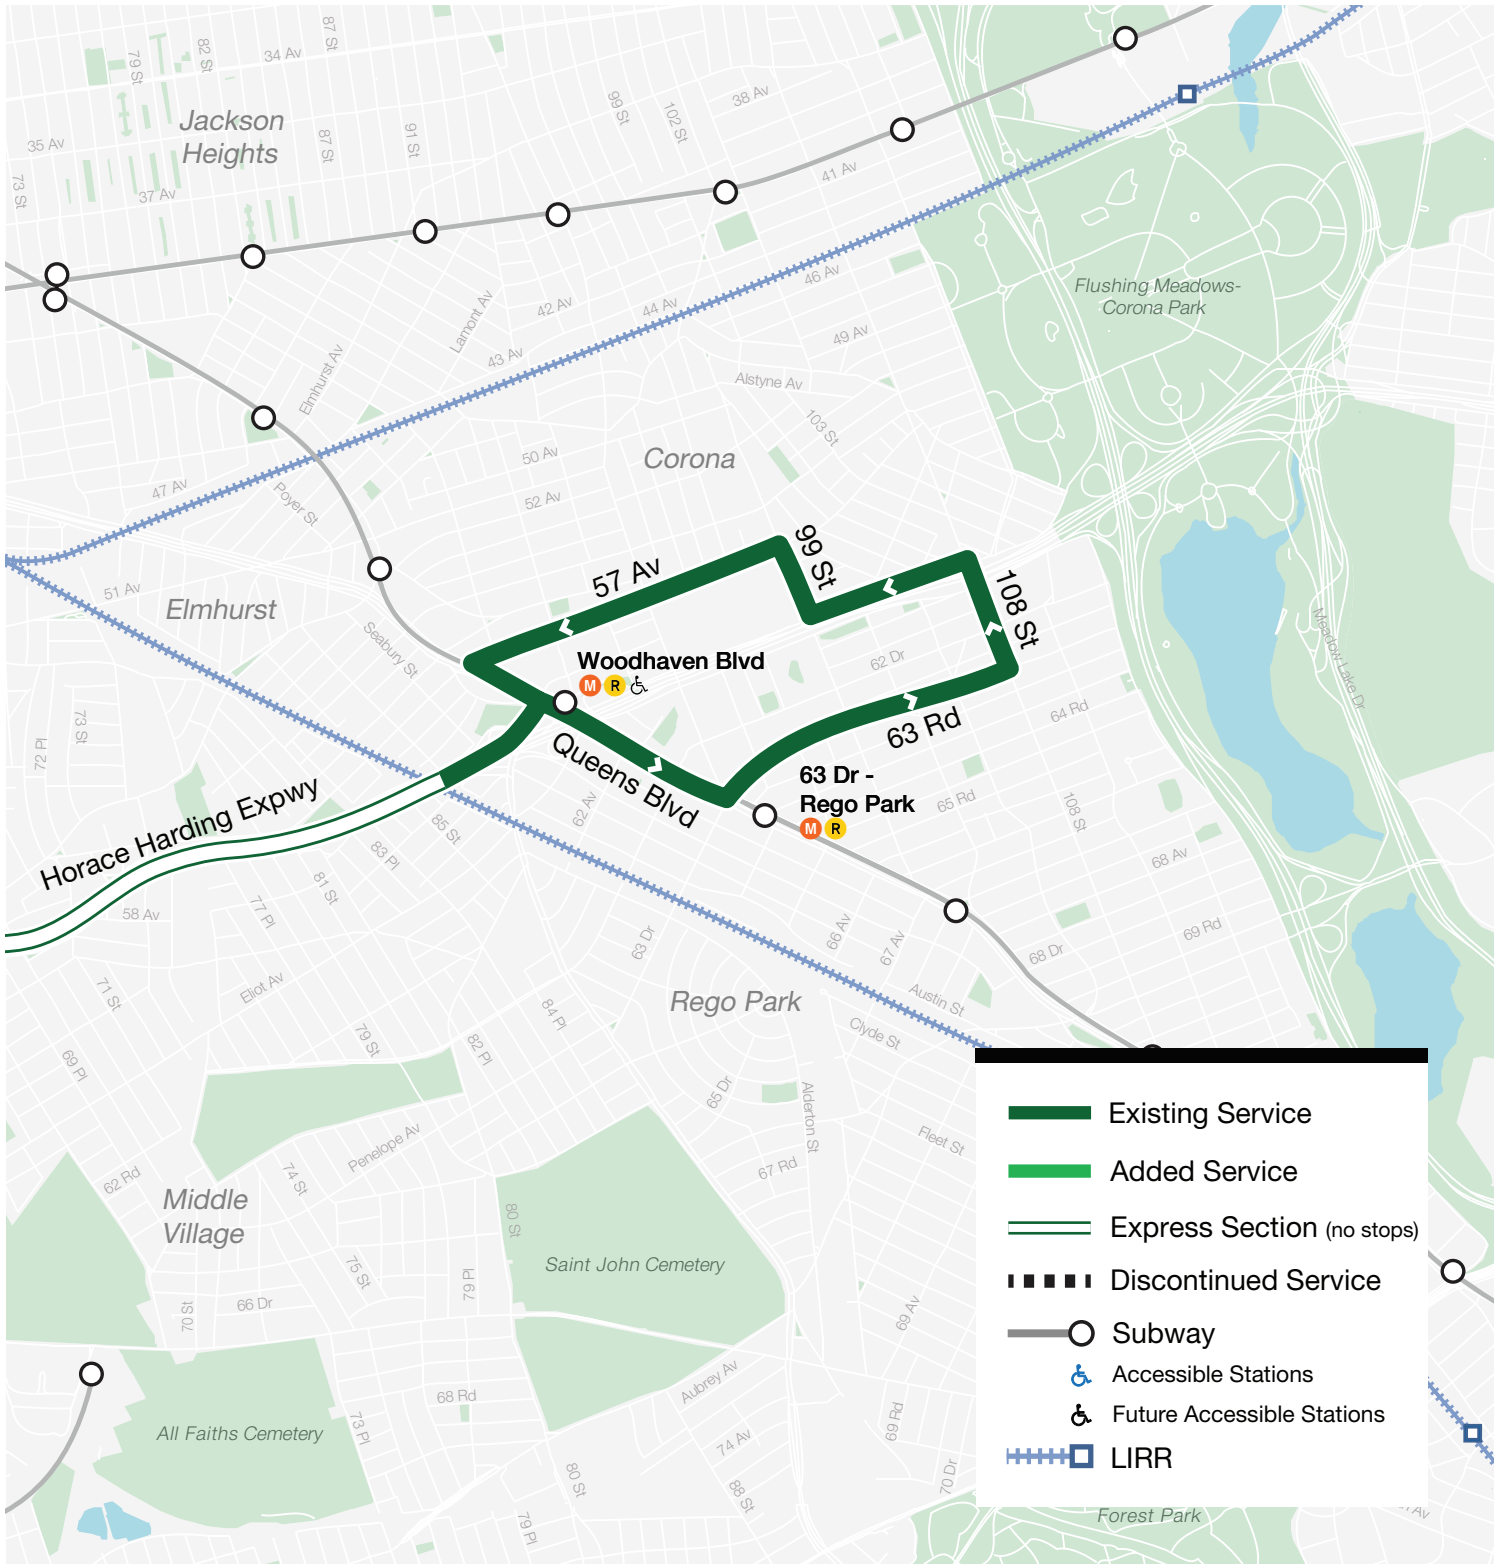 87 St
82 St
79 St
34 Av
Jackson
Heights
35 Av
73 St
37 Av
87 St
91 St
99 St
102 St
38 Av
41 Av
46 Av
42 Av
44 Av
Lamont Av
43 Av
49 Av
Elmhurst Av
Alstyne Av
103 St
Flushing Meadows-
Corona Park
Corona
50 Av
52 Av
47 Av
Poyer St
51 Av
Elmhurst
Seabury St
57 Av
99 St
108 St
Woodhaven Blvd
M R
62 Dr
63 Rd
64 Rd
Meadow Lake Dr
73 St
72 Pl
Queens Blvd
63 Dr -
Rego Park
M R
65 Rd
108 St
68 Av
Horace Harding Expwy
62 Av
85 St
83 Pl
81 St
77 Pl
58 Av
63 Dr
66 Av
67 Av
68 Dr
69 Rd
71 St
Eliot Av
84 Pl
Rego Park
Austin St
Clyde St
69 Pl
79 St
82 Pl
65 Dr
Alderton St
Fleet St
Penelope Av
62 Rd
74 St
67 Rd
Middle
Village
80 St
Saint John Cemetery
75 St
79 Pl
66 Dr
70 St
69 Av
68 Rd
Aubrey Av
73 Pl
All Faiths Cemetery
74 Av
69 Rd
80 St
88 St
70 Dr
79 Pl
Existing Service
Added Service
Express Section (no stops)
Discontinued Service
Subway
Accessible Stations
Future Accessible Stations
LIRR
Av
Forest Park